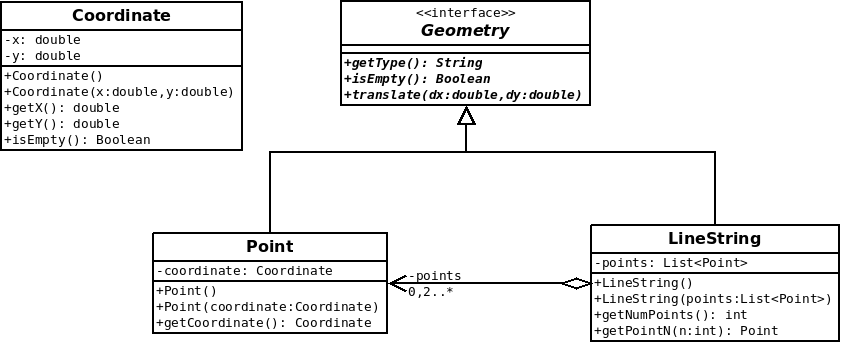 Coordinate
-x: double
-y: double
+Coordinate()
+Coordinate(x:double,y:double)
+getX(): double
+getY(): double
+isEmpty(): Boolean
<<interface>>
Geometry
+getType(): String
+isEmpty(): Boolean
+translate(dx:double,dy:double)
Point
-coordinate: Coordinate
+Point()
+Point(coordinate:Coordinate)
+getCoordinate(): Coordinate
-points
0,2..*
LineString
-points: List<Point>
+LineString()
+LineString(points:List<Point>)
+getNumPoints(): int
+getPointN(n:int): Point